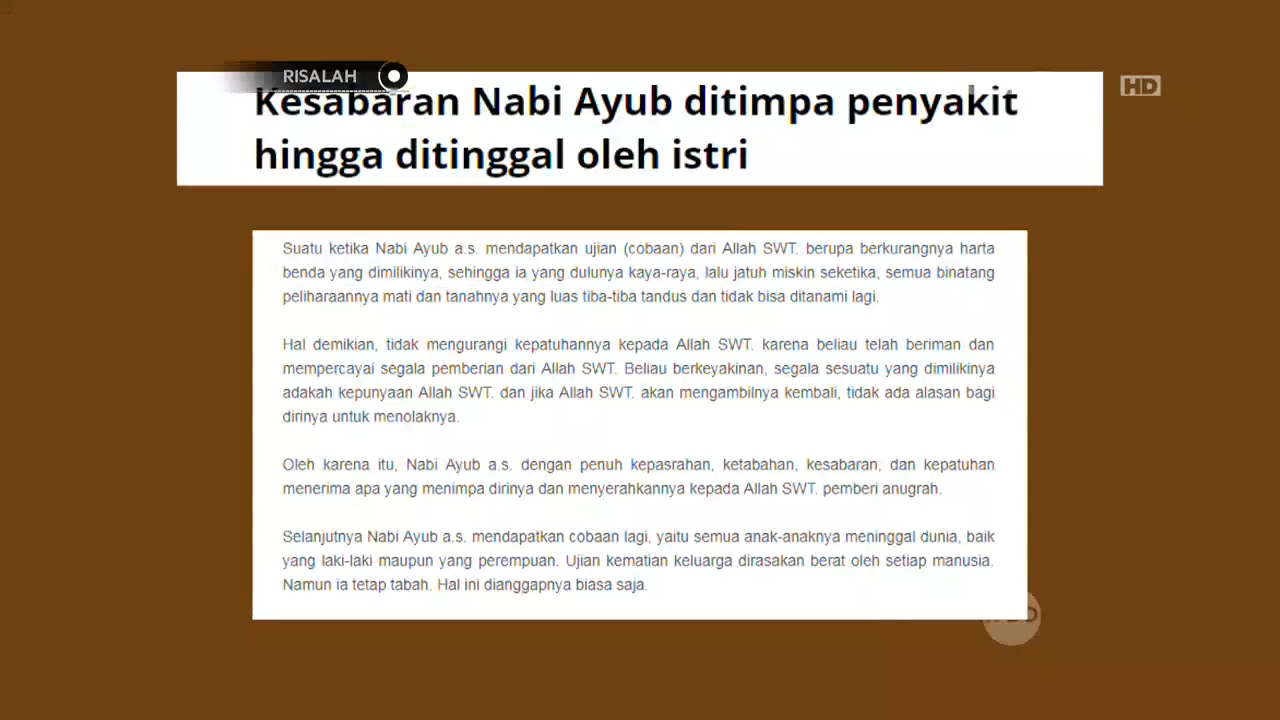 RISALAH
HD
Kesabaran Nabi Ayub ditimpa penyakit
hingga ditinggal oleh istri
Suatu ketika Nabi Ayub a.s. mendapatkan ujian (cobaan) dari Allah SWT. berupa berkurangnya harta
benda yang dimilikinya, sehingga ia yang dulunya kaya-raya, lalu jatuh miskin seketika, semua binatang
peliharaannya mati dan tanahnya yang luas tiba-tiba tandus dan tidak bisa ditanami lagi.
Hal demikian, tidak mengurangi kepatuhannya kepada Allah SWT. karena beliau telah beriman dan
mempercayai segala pemberian dari Allah SWT. Beliau berkeyakinan, segala sesuatu yang dimilikinya
adakah kepunyaan Allah SWT. dan jika Allah SWT. akan mengambilnya kembali, tidak ada alasan bagi
dirinya untuk menolaknya.
Oleh karena itu, Nabi Ayub a.s. dengan penuh kepasrahan, ketabahan, kesabaran, dan kepatuhan
menerima apa yang menimpa dirinya dan menyerahkannya kepada Allah SWT. pemberi anugrah.
Selanjutnya Nabi Ayub a.s. mendapatkan cobaan lagi, yaitu semua anak-anaknya meninggal dunia, baik
yang laki-laki maupun yang perempuan. Ujian kematian keluarga dirasakan berat oleh setiap manusia.
Namun ia tetap tabah. Hal ini dianggapnya biasa saja.